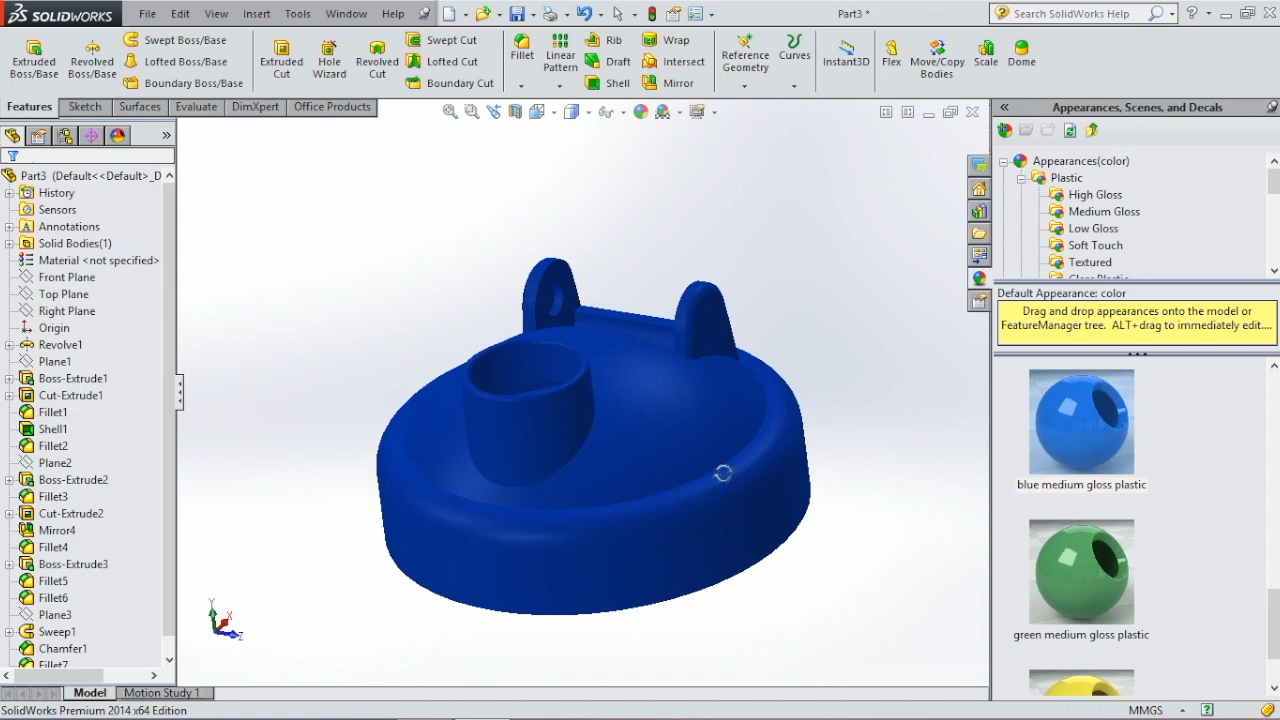 SOLIDWORKS File Edit View Insert Tools Window Help Part3 * Search SolidWorks Help
Extruded Boss/Base
Revolved Boss/Base
Swept Boss/Base
Lofted Boss/Base
Boundary Boss/Base
Extruded Cut
Hole Wizard
Revolved Cut
Swept Cut
Lofted Cut
Boundary Cut
Fillet
Linear Pattern
Rib
Draft
Shell
Wrap
Intersect
Mirror
Reference Geometry
Curves
Instant3D
Flex
Move/Copy Bodies
Scale
Dome
Features Sketch Surfaces Evaluate DimXpert Office Products
Part3 (Default<<Default>_D
History
Sensors
Annotations
Solid Bodies(1)
Material <not specified>
Front Plane
Top Plane
Right Plane
Origin
Revolve1
Plane1
Boss-Extrude1
Cut-Extrude1
Fillet1
Shell1
Fillet2
Plane2
Boss-Extrude2
Fillet3
Cut-Extrude2
Mirror4
Fillet4
Boss-Extrude3
Fillet5
Fillet6
Plane3
Sweep1
Chamfer1
Fillet7
Y
X
Z
Appearances, Scenes, and Decals
Appearances(color)
Plastic
High Gloss
Medium Gloss
Low Gloss
Soft Touch
Textured
Default Appearance: color
Drag and drop appearances onto the model or
FeatureManager tree. ALT+drag to immediately edit....
blue medium gloss plastic
green medium gloss plastic
Model Motion Study 1
SolidWorks Premium 2014 x64 Edition MMGS